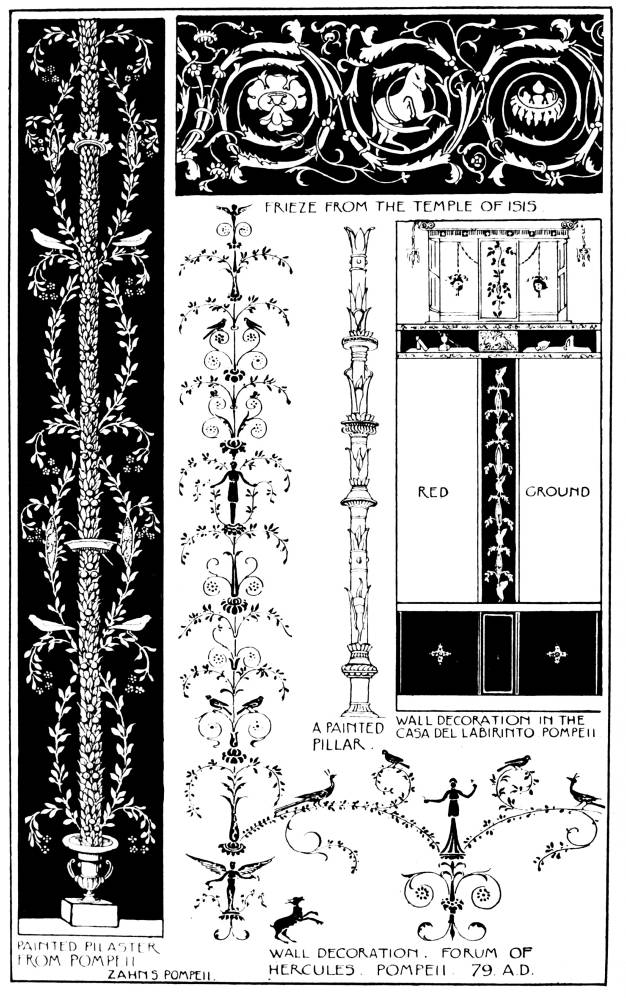 FRIEZE FROM THE TEMPLE OF ISIS
RED GROUND
A PAINTED
PILLAR.
WALL DECORATION IN THE
CASA DEL LABIRINTO POMPEII
PAINTED PILASTER
FROM POMPEII
ZAHNS POMPEII.
WALL DECORATION. FORUM OF
HERCULES. POMPEII. 79. A.D.